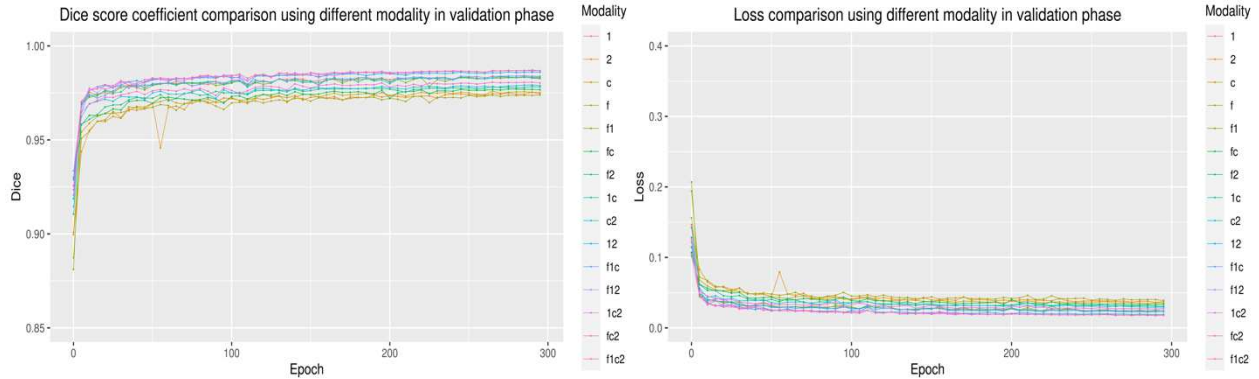 Dice score coefficient comparison using different modality in validation phase
1.00
0.95
0.90
0.85
Dice
0
100
200
300
Epoch
Modality
1
2
c
f
f1
fc
f2
1c
c2
12
f1c
f12
1c2
fc2
f1c2
Loss comparison using different modality in validation phase
0.4
0.3
0.2
0.1
0.0
Loss
0
100
200
300
Epoch
Modality
1
2
c
f
f1
fc
f2
1c
c2
12
f1c
f12
1c2
fc2
f1c2